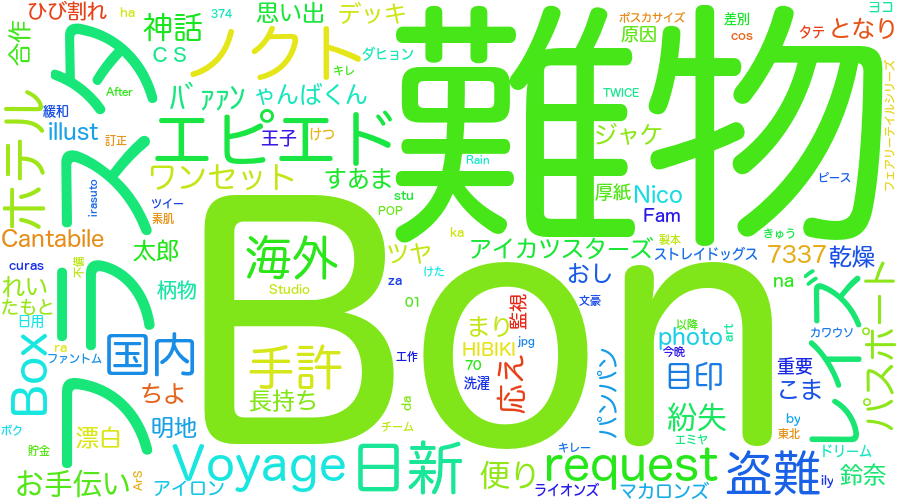 ha
374
思い出
デッキ
ポスカサイズ
差別
ヨコ
ひび割れ
神話
ノクト
難物
原因
cos
タテ
となり
合作
CS
ダヒョン
キレ
After
バァァン
ゃんばくん
TWICE
緩和
illust
訂正
エピエド
王子
けつ
ジャケ
フラスタ
ホテル
Rain
ワンセット
すあま
厚紙
Nico
ピース
フェアリーテイルシリーズ
irasuto
ツイー
素肌
stu
POP
Fam
Cantabile
太郎
海外
ツヤ
ka
アイカツスターズ
製本
きゅう
ストレイドッグス
7337
乾燥
curas
不備
れい
柄物
Studio
za
けた
おし
na
レイズ
パスポート
たもと
01
監視
文豪
日用
Bon
まり
jpg
以降
photo
art
カワウソ
ra
ファントム
国内
手許
工作
HIBIKI
70
今晩
Box
ちよ
長持ち
洗濯
応え
パンパン
目印
重要
こま
ボク
漂白
明地
da
チーム
紛失
by
東北
貯金
エミヤ
キレー
ドリーム
お手伝い
ArS
アイロン
Voyage
日新
便り
request
ライオンズ
マカロンズ
盗難
ily
鈴奈